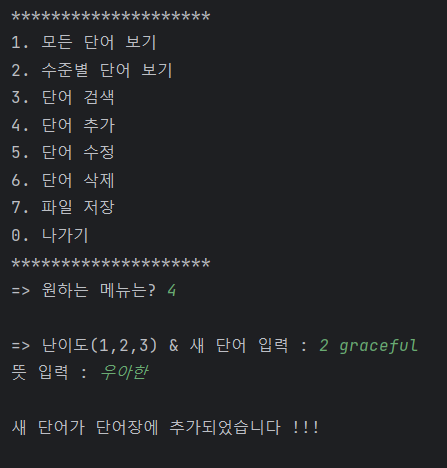 ********************
1. 모든 단어 보기
2. 수준별 단어 보기
3. 단어 검색
4. 단어 추가
5. 단어 수정
6. 단어 삭제
7. 파일 저장
0. 나가기
********************
=> 원하는 메뉴는? 4
=> 난이도(1,2,3) & 새 단어 입력 : 2 graceful
뜻 입력 : 우아한
새 단어가 단어장에 추가되었습니다 !!!